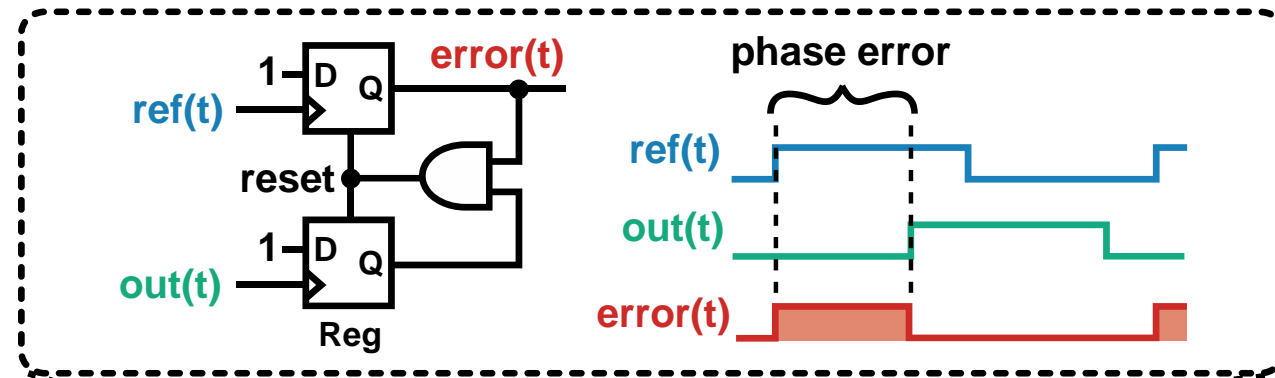 1
D
Q
error(t)
ref(t)
reset
1
D
Q
out(t)
Reg
phase error
ref(t)
out(t)
error(t)